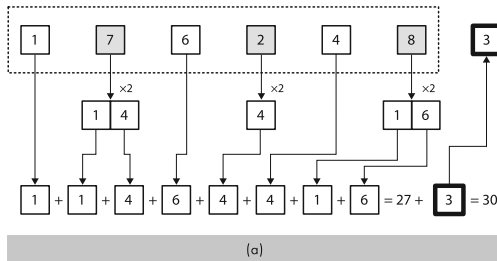 1 7 6 2 4 8 3
×2 ×2 ×2
1 4 4 1 6
1 + 1 + 4 + 6 + 4 + 4 + 1 + 6 = 27 + 3 = 30
(a)